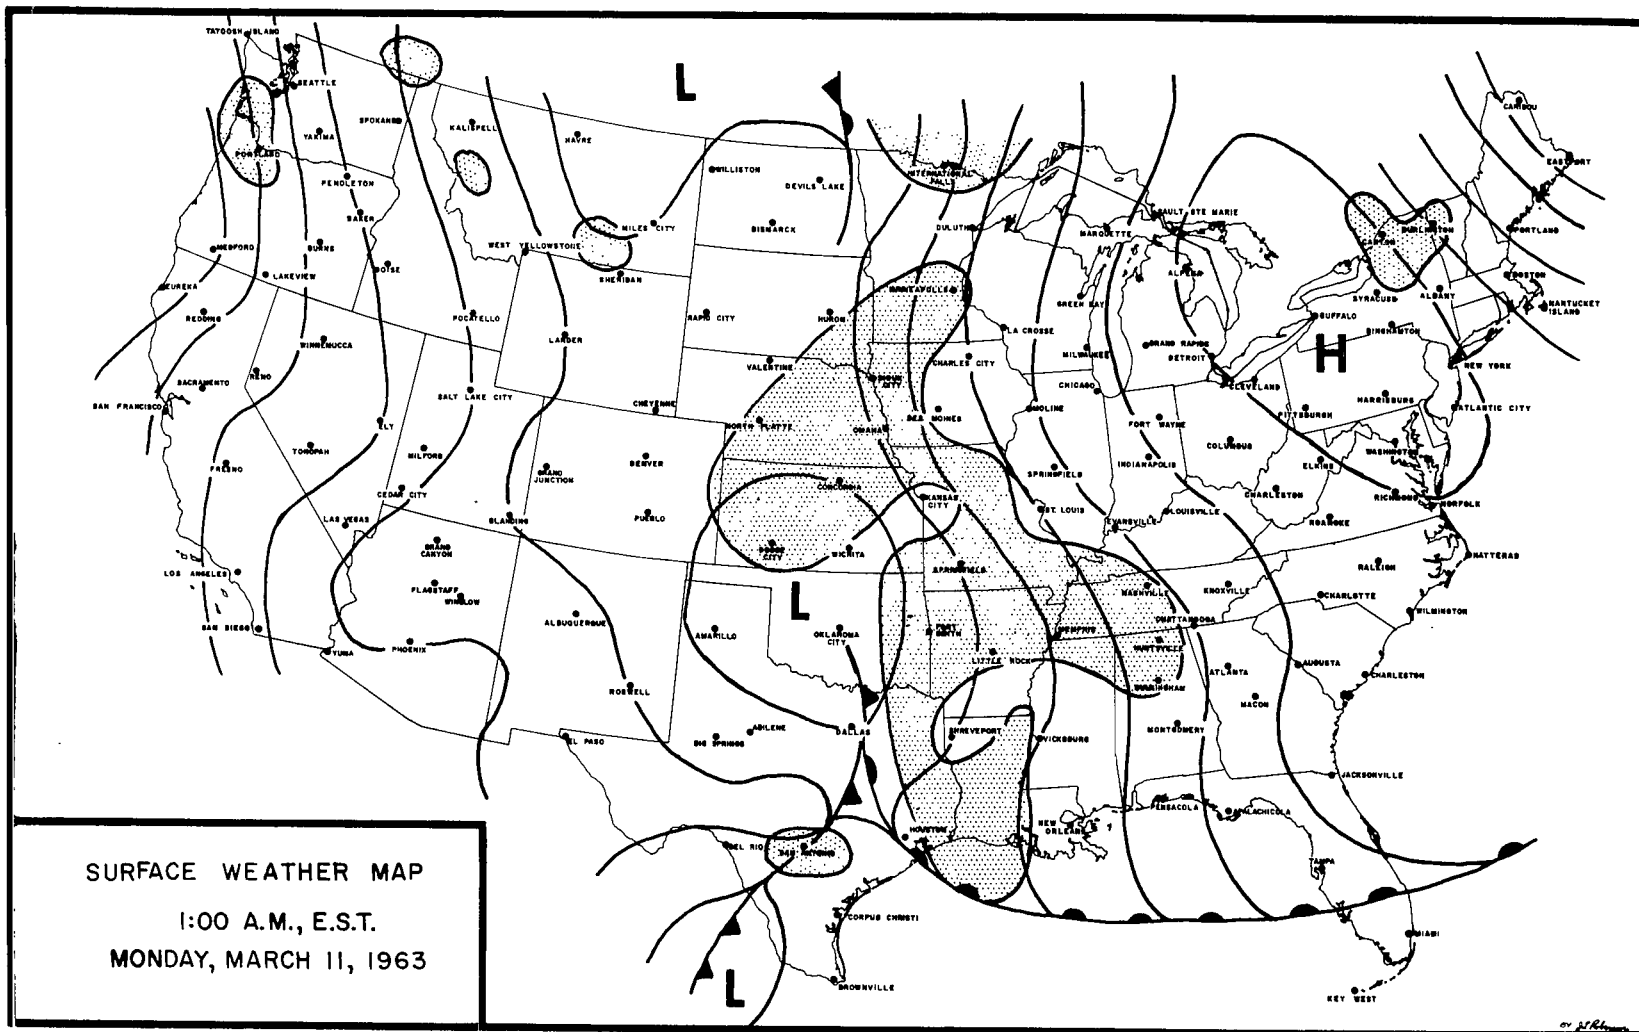 TATOOSH ISLAND
SEATTLE
SPOKANE
YAKIMA
KALISPELL
HAVRE
L
CARIBOU
PORTLAND
PENDLETON
WILLISTON
DEVILS LAKE
INTERNATIONAL
FALLS
EASTPORT
BAKER
SAULT STE MARIE
MEDFORD
BURNS
WEST YELLOWSTONE
MILES CITY
BISMARCK
DULUTH
MARQUETTE
CANTON
BURLINGTON
PORTLAND
LAKEVIEW
BOISE
SHERIDAN
ALPENA
BOSTON
EUREKA
MINNEAPOLIS
GREEN BAY
SYRACUSE
ALBANY
NANTUCKET
ISLAND
REDDING
POCATELLO
RAPID CITY
HURON
LA CROSSE
BUFFALO
BINGHAMTON
WINNEMUCCA
LANDER
MILWAUKEE
GRAND RAPIDS
DETROIT
H
RENO
VALENTINE
CHARLES CITY
NEW YORK
SACRAMENTO
SALT LAKE CITY
SIOUX
CITY
CHICAGO
CLEVELAND
SAN FRANCISCO
CHEYENNE
MOLINE
HARRISBURG
ATLANTIC CITY
ELY
NORTH PLATTE
OMAHA
DES MOINES
FORT WAYNE
PITTSBURGH
TONOPAH
MILFORD
DENVER
COLUMBUS
WASHINGTON
FRESNO
GRAND
JUNCTION
SPRINGFIELD
INDIANAPOLIS
ELKINS
CEDAR CITY
CONCORDIA
KANSAS
CITY
CHARLESTON
RICHMOND
NORFOLK
LAS VEGAS
BLANDING
PUEBLO
ST. LOUIS
EVANSVILLE
LOUISVILLE
ROANOKE
GRAND
CANYON
DODGE
CITY
WICHITA
HATTERAS
LOS ANGELES
SPRINGFIELD
RALEIGH
FLAGSTAFF
WINSLOW
L
NASHVILLE
KNOXVILLE
CHARLOTTE
WILMINGTON
SAN DIEGO
ALBUQUERQUE
AMARILLO
OKLAHOMA
CITY
FORT
SMITH
MEMPHIS
CHATTANOOGA
YUMA
PHOENIX
LITTLE ROCK
HUNTSVILLE
ATLANTA
AUGUSTA
CHARLESTON
ROSWELL
BIRMINGHAM
MACON
EL PASO
BIG SPRINGS
ABILENE
DALLAS
SHREVEPORT
VICKSBURG
MONTGOMERY
JACKSONVILLE
PENSACOLA
APALACHICOLA
HOUSTON
NEW
ORLEANS
DEL RIO
SAN ANTONIO
TAMPA
CORPUS CHRISTI
MIAMI
L
BROWNVILLE
KEY WEST
SURFACE WEATHER MAP
1:00 A.M., E.S.T.
MONDAY, MARCH 11, 1963